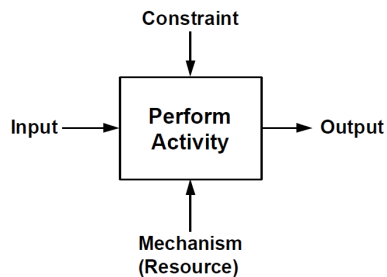 Constraint
Input
Perform
Activity
Output
Mechanism
(Resource)